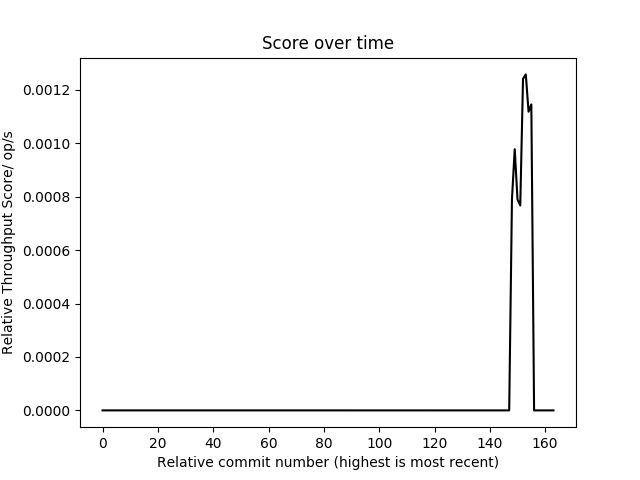 Score over time
Relative Throughput Score/ op/s
0.0012
0.0010
0.0008
0.0006
0.0004
0.0002
0.0000
0 20 40 60 80 100 120 140 160
Relative commit number (highest is most recent)